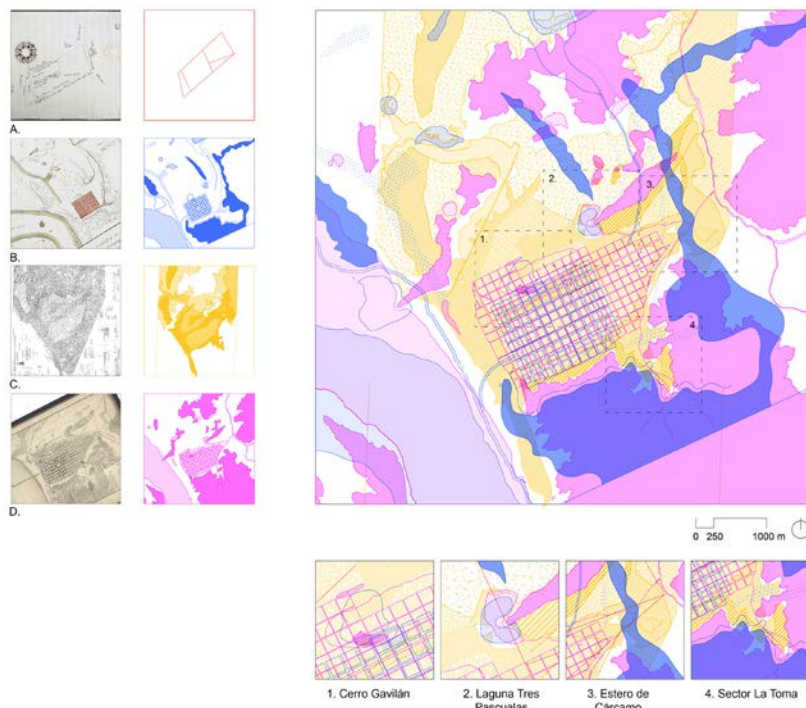 A.
B.
C.
D.
1.
2.
3.
4.
0 250 1000 m
1. Cerro Gavilán
2. Laguna Tres
Pascualas
3. Estero de
Cárcamo
4. Sector La Toma